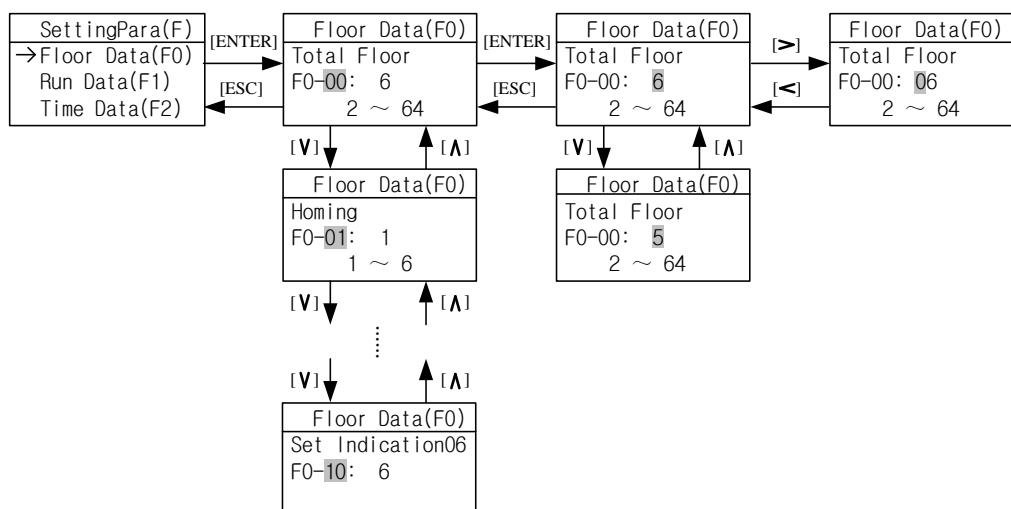 SettingPara(F)
→Floor Data(F0)
Run Data(F1)
Time Data(F2)
[ENTER]
[ESC]
Floor Data(F0)
Total Floor
F0-00: 6
2 ~ 64
[ENTER]
[ESC]
Floor Data(F0)
Total Floor
F0-00: 6
2 ~ 64
[>]
[<]
Floor Data(F0)
Total Floor
F0-00: 06
2 ~ 64
[∨]
[∧]
[∨]
[∧]
Floor Data(F0)
Homing
F0-01: 1
1 ~ 6
Floor Data(F0)
Total Floor
F0-00: 5
2 ~ 64
[∨]
[∧]
......
[∨]
[∧]
Floor Data(F0)
Set Indication06
F0-10: 6